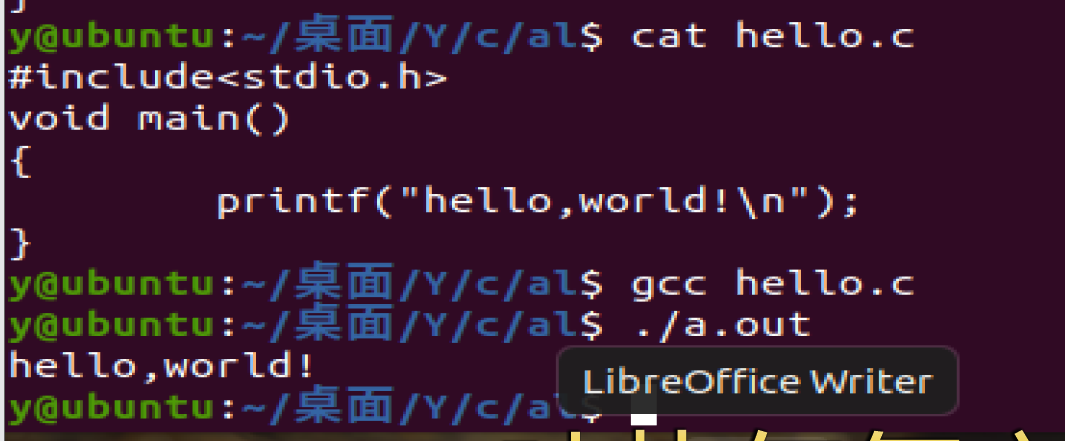 }
y@ubuntu:~/桌面/Y/c/al$ cat hello.c
#include<stdio.h>
void main()
{
        printf("hello,world!\n");
}
y@ubuntu:~/桌面/Y/c/al$ gcc hello.c
y@ubuntu:~/桌面/Y/c/al$ ./a.out
hello,world!
LibreOffice Writer
y@ubuntu:~/桌面/Y/c/al$